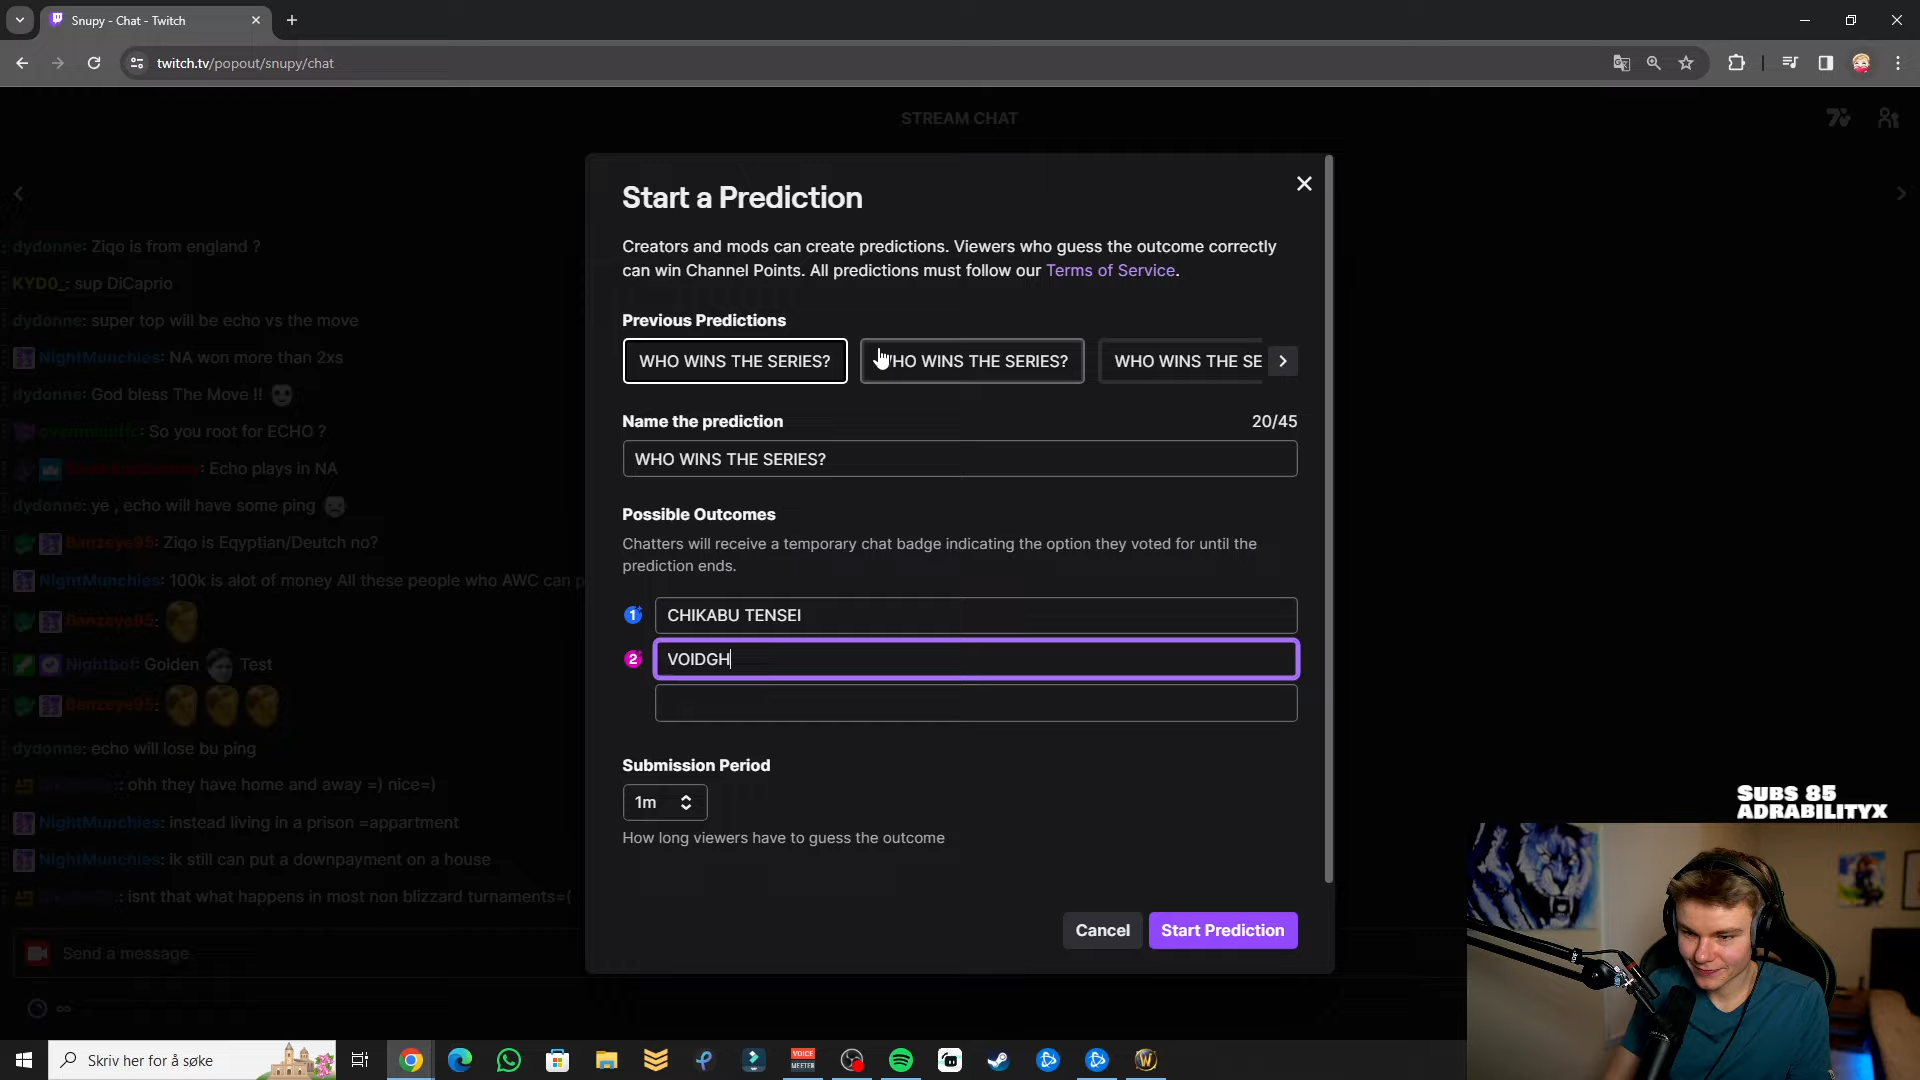 Snupy - Chat - Twitch
twitch.tv/popout/snupy/chat
STREAM CHAT
Start a Prediction
Creators and mods can create predictions. Viewers who guess the outcome correctly
can win Channel Points. All predictions must follow our Terms of Service.
Previous Predictions
WHO WINS THE SERIES?
WHO WINS THE SERIES?
WHO WINS THE SE
Name the prediction
20/45
WHO WINS THE SERIES?
Possible Outcomes
Chatters will receive a temporary chat badge indicating the option they voted for until the
prediction ends.
1 CHIKABU TENSEI
2 VOIDGH
Submission Period
1m
How long viewers have to guess the outcome
Cancel
Start Prediction
dydonne: Ziqo is from england ?
KYD0_: sup DiCaprio
dydonne: super top will be echo vs the move
NightMunchies: NA won more than 2xs
dydonne: God bless The Move !!
: So you root for ECHO ?
: Echo plays in NA
dydonne: ye , echo will have some ping
Banzeye95: Ziqo is Eqyptian/Deutch no?
NightMunchies: 100k is alot of money All these people who AWC can p
Banzeye95:
Nightbot: Golden Test
Banzeye95:
dydonne: echo will lose bu ping
: ohh they have home and away =) nice=)
NightMunchies: instead living in a prison =appartment
NightMunchies: ik still can put a downpayment on a house
: isnt that what happens in most non blizzard turnaments=(
Send a message
SUBS 85
ADRABILITYX
Skriv her for å søke
VOICE
MEETER